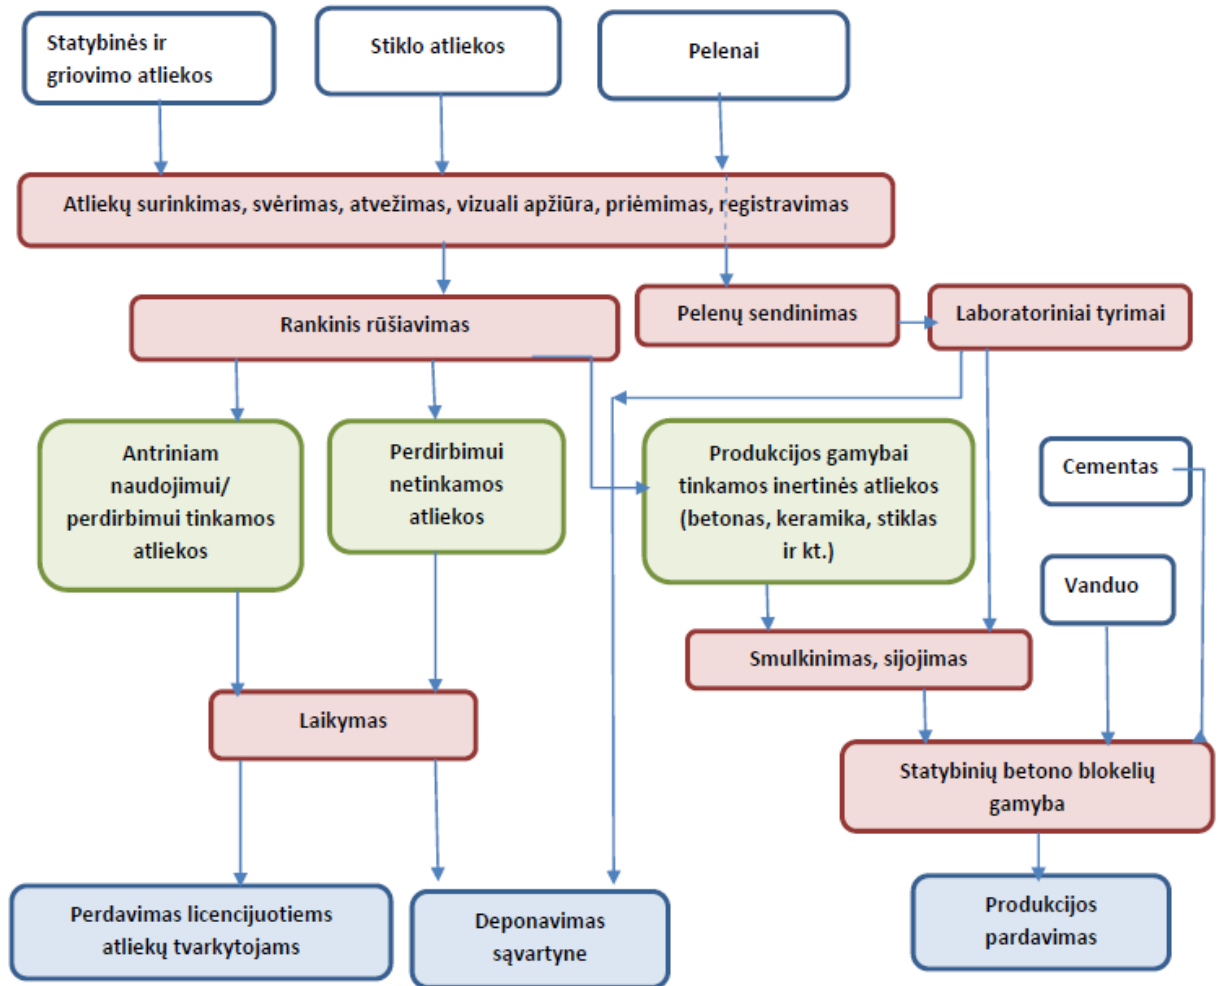 Statybinės ir
griovimo atliekos
Stiklo atliekos
Pelenai
Atliekų surinkimas, svėrimas, atvežimas, vizuali apžiūra, priėmimas, registravimas
Rankinis rūšiavimas
Pelenų sendinimas
Laboratoriniai tyrimai
Antriniam
naudojimui/
perdirbimui tinkamos
atliekos
Perdirbimui
netinkamos
atliekos
Produkcijos gamybai
tinkamos inertinės atliekos
(betonas, keramika, stiklas
ir kt.)
Cementas
Vanduo
Smulkinimas, sijojimas
Laikymas
Statybinių betono blokelių
gamyba
Perdavimas licencijuotiems
atliekų tvarkytojams
Deponavimas
sąvartyne
Produkcijos
pardavimas